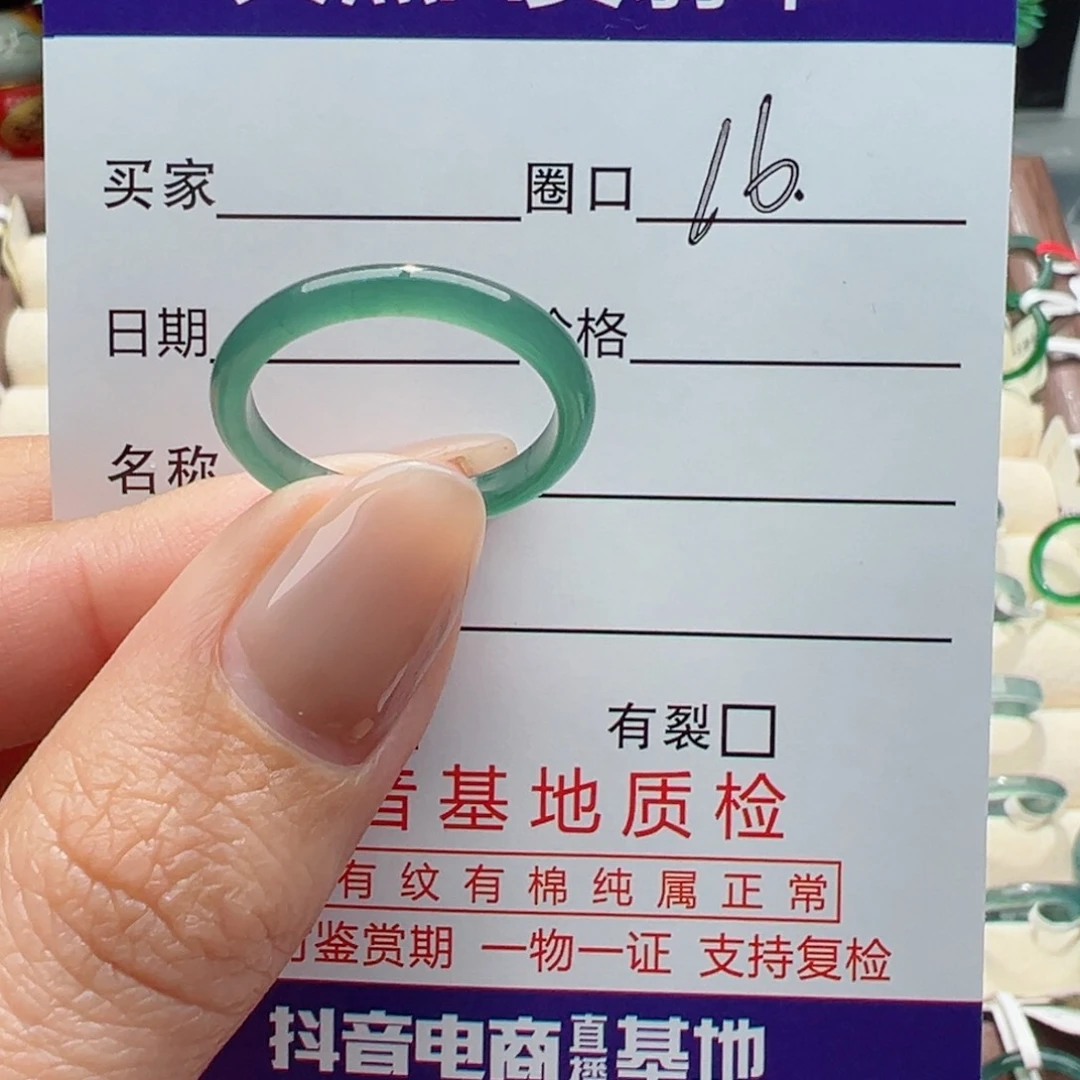 买家 圈口 16.
日期 格
名称
有裂
基地质检
有纹有棉纯属正常
鉴赏期 一物一证 支持复检
抖音电商直播基地